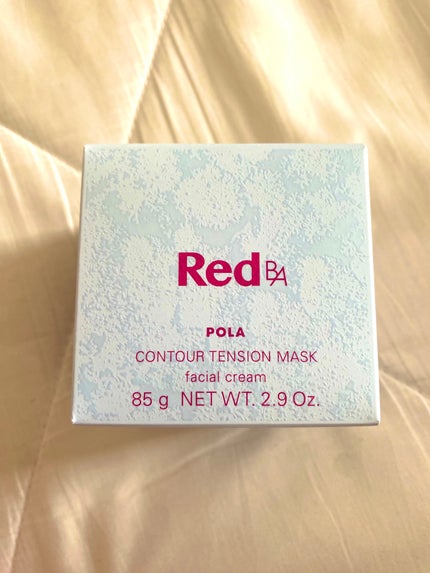 Red BA
POLA
CONTOUR TENSION MASK
facial cream
85 g NET WT. 2.9 Oz.